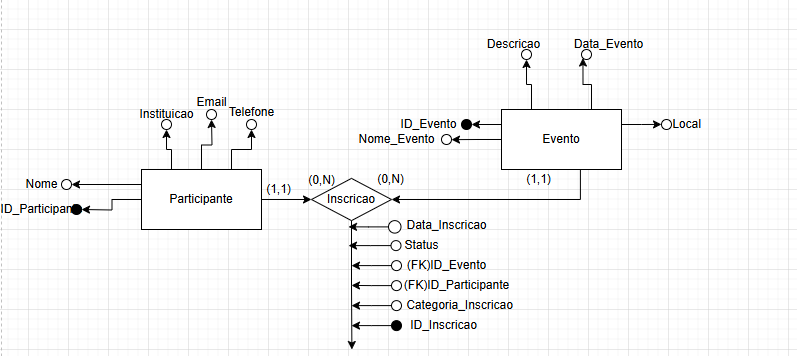 Descricao
Data_Evento
Email
Instituicao
Telefone
ID_Evento
Local
Nome_Evento
Evento
Nome
(1,1)
(0,N)
(0,N)
(1,1)
ID_Participan
Participante
Inscricao
Data_Inscricao
Status
(FK)ID_Evento
(FK)ID_Participante
Categoria_Inscricao
ID_Inscricao